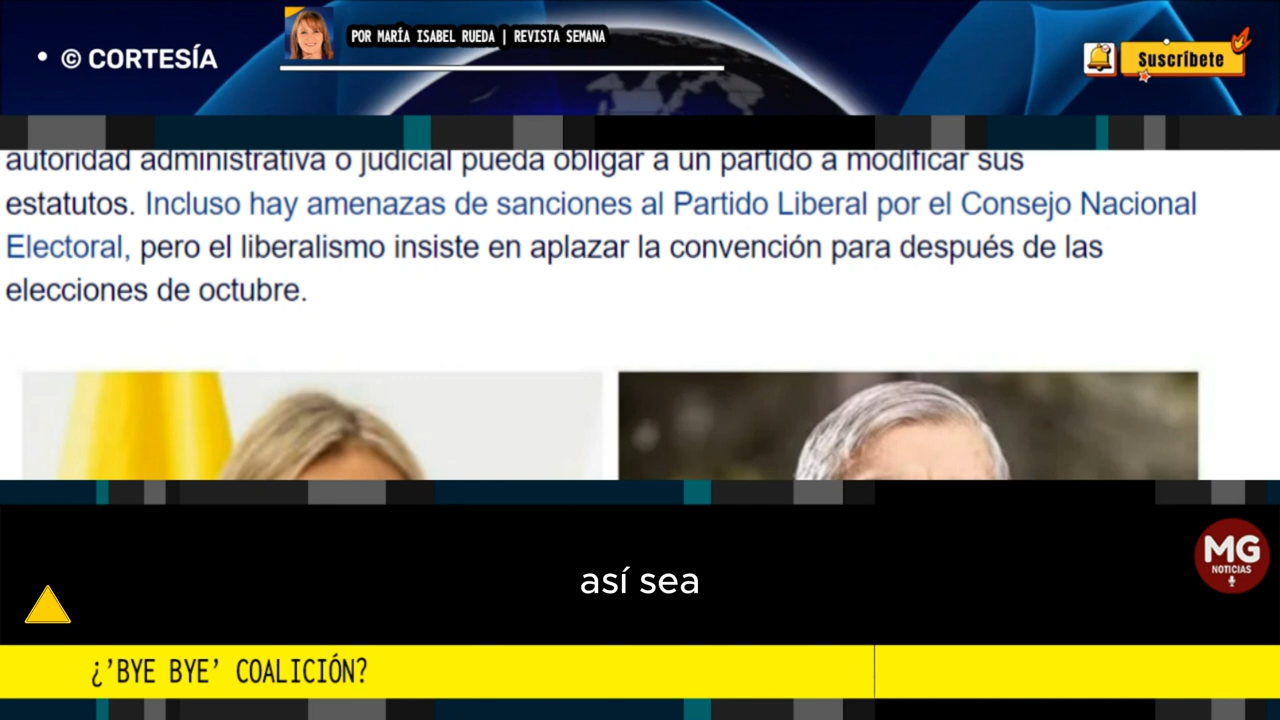 • © CORTESÍA
POR MARÍA ISABEL RUEDA | REVISTA SEMANA
Suscríbete
autoridad administrativa o judicial pueda obligar a un partido a modificar sus
estatutos. Incluso hay amenazas de sanciones al Partido Liberal por el Consejo Nacional
Electoral, pero el liberalismo insiste en aplazar la convención para después de las
elecciones de octubre.
así sea
MG
NOTICIAS
¿’BYE BYE’ COALICIÓN?